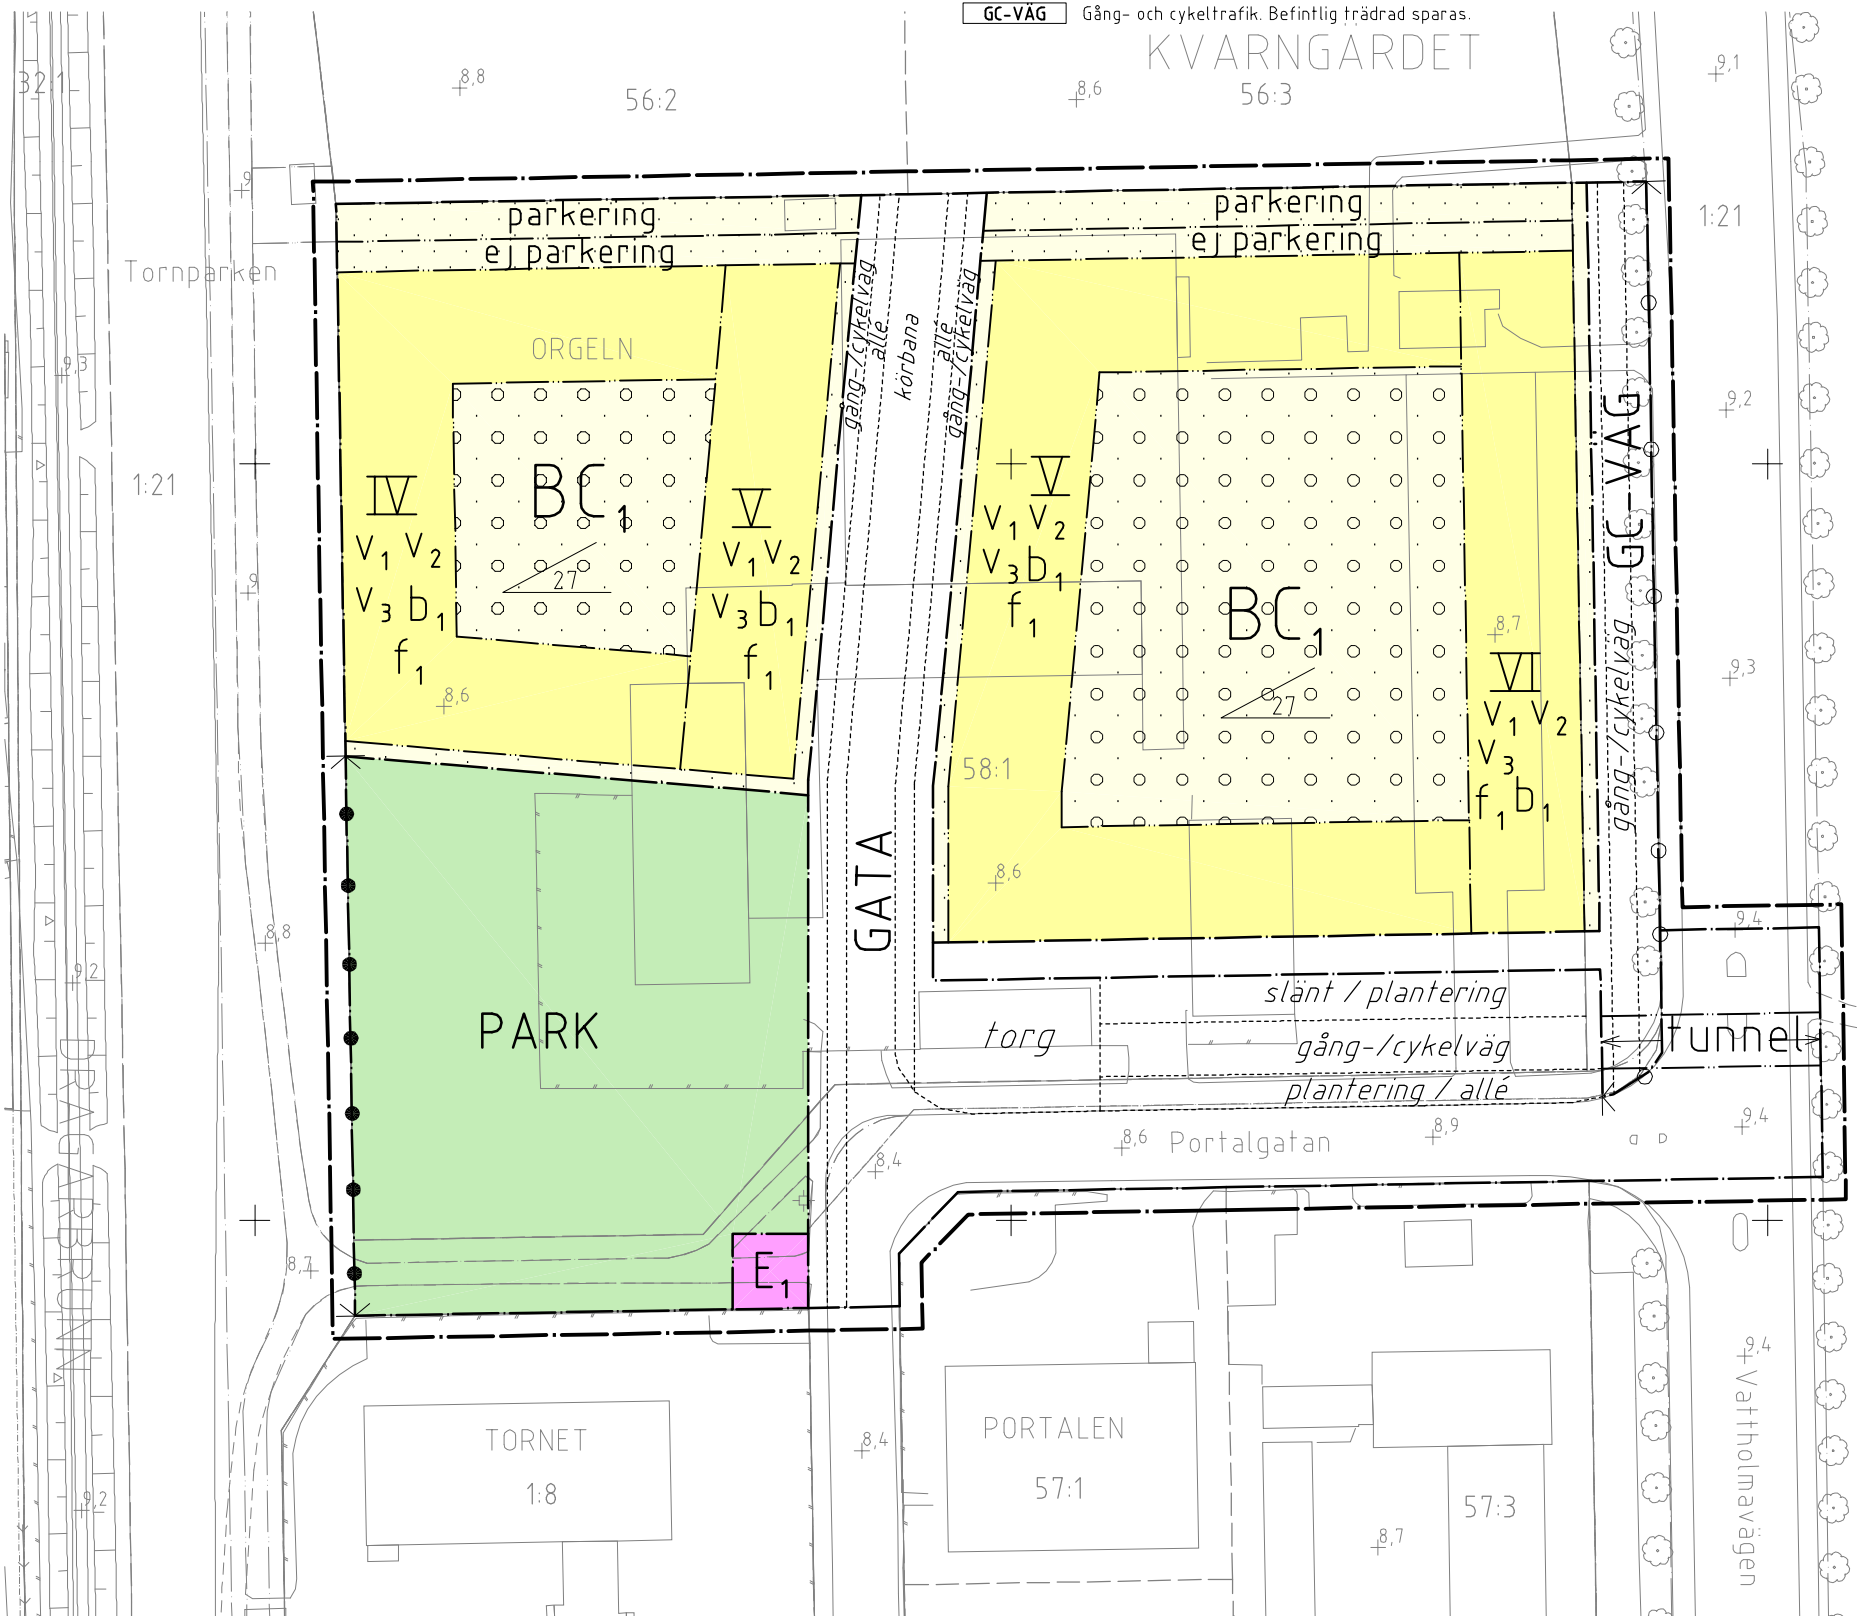 GC-VÄG Gång- och cykeltrafik. Befintlig trädrad sparas.
KVARNGÄRDET
32:1
8,8
56:2
8,6
56:3
9,1
9
parkering
parkering
1:21
ej parkering
ej parkering
Tornparken
gång-/cykelväg
allé
körbana
allé
gång-/cykelväg
ORGELN
9,3
9,2
GC-VÄG
1:21
IV
BC1
V
V
v1 v2
v1 v2
v1 v2
27
v3 b1
v3 b1
v3 b1
f1
f1
f1
9
BC1
27
8,7
VI
v1 v2
v3
f1 b1
gång-/cykelväg
9,3
8,6
58:1
8,6
GATA
8,8
9,2
9,4
slänt / plantering
PARK
torg
gång-/cykelväg
tunnel
plantering / allé
DRAGARBRUNN
8,6
Portalgatan
8,9
9,4
8,4
8,7
E1
9,4
Vattholmavägen
TORNET
1:8
8,4
PORTALEN
57:1
57:3
8,7
9,2